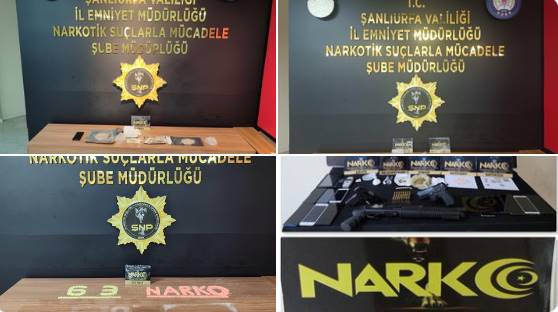 ŞANLIURFA VALİLİĞİ
İL EMNİYET MÜDÜRLÜĞÜ
NARKOTİK SUÇLARLA MÜCADELE
ŞUBE MÜDÜRLÜĞÜ
SNP
T.C.
ŞANLIURFA VALİLİĞİ
İL EMNİYET MÜDÜRLÜĞÜ
NARKOTİK SUÇLARLA MÜCADELE
ŞUBE MÜDÜRLÜĞÜ
SNP
NARKOTİK SUÇLARLA MÜCADELE
ŞUBE MÜDÜRLÜĞÜ
SNP
63 NARKO
NARKO NARKO NARKO NARKO NARKO
NARKO